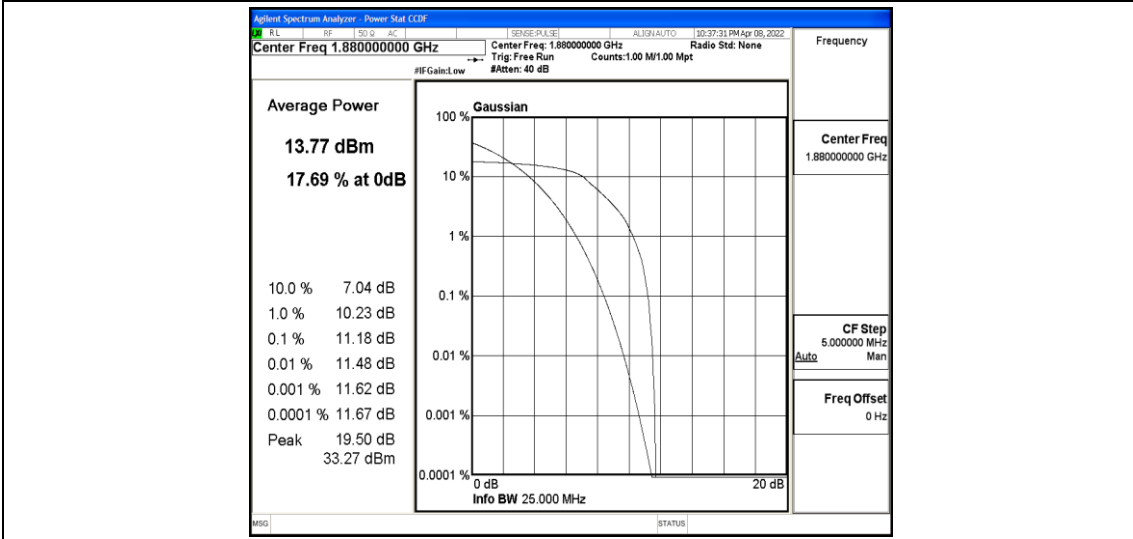 Agilent Spectrum Analyzer - Power Stat CCDF
RL RF 50 Ω AC SENSE:PULSE ALIGNAUTO 10:37:31 PM Apr 08, 2022
Center Freq 1.880000000 GHz
Center Freq: 1.880000000 GHz Radio Std: None
Trig: Free Run Counts:1.00 M/1.00 Mpt
#IFGain:Low #Atten: 40 dB
Frequency
Average Power
13.77 dBm
17.69 % at 0dB
10.0 % 7.04 dB
1.0 % 10.23 dB
0.1 % 11.18 dB
0.01 % 11.48 dB
0.001 % 11.62 dB
0.0001 % 11.67 dB
Peak 19.50 dB
33.27 dBm
Gaussian
100 %
10 %
1 %
0.1 %
0.01 %
0.001 %
0.0001 %
0 dB 20 dB
Info BW 25.000 MHz
Center Freq
1.880000000 GHz
CF Step
5.000000 MHz
Auto Man
Freq Offset
0 Hz
MSG STATUS